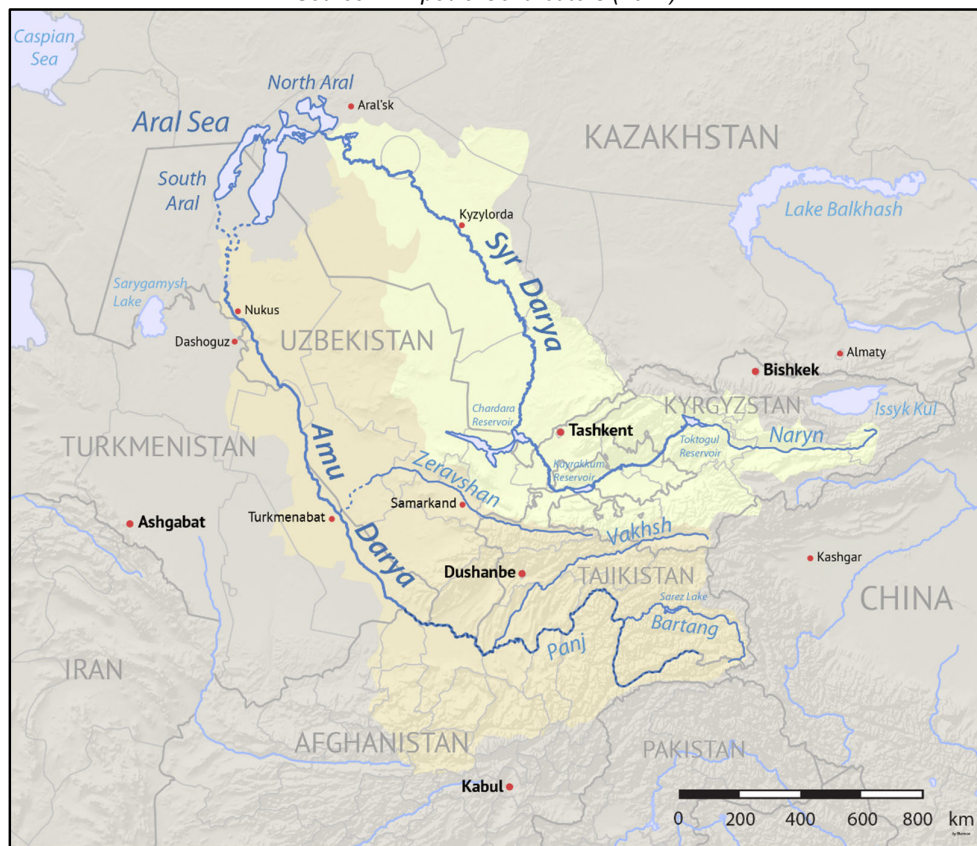 Caspian
Sea
North Aral
Aral'sk
Aral Sea
KAZAKHSTAN
South
Aral
Lake Balkhash
Kyzylorda
Syr Darya
Sarygamysh
Lake
Nukus
Dashoguz
UZBEKISTAN
Almaty
Bishkek
KYRGYZSTAN
Issyk Kul
Chardara
Reservoir
Tashkent
Naryn
Toktogul
Reservoir
TURKMENISTAN
Amu
Kayrakkum
Reservoir
Zeravshan
Samarkand
Turkmenabat
Ashgabat
Vakhsh
Darya
Kashgar
Dushanbe
TAJIKISTAN
CHINA
Sarez Lake
Bartang
Panj
IRAN
AFGHANISTAN
PAKISTAN
Kabul
0 200 400 600 800 km